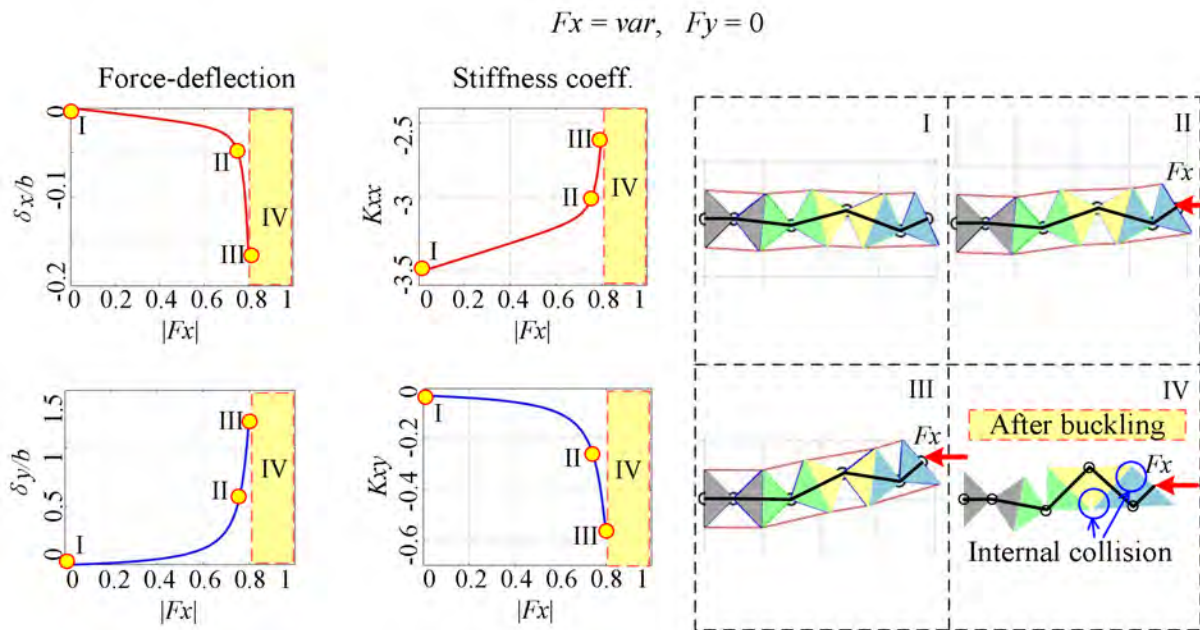 Fx = var, Fy = 0
Force-deflection
δx/b
0
-0.1
-0.2
I
II
III
IV
0 0.2 0.4 0.6 0.8 1
|Fx|
Stiffness coeff.
Kxx
-2.5
-3
-3.5
III
II
I
IV
0 0.2 0.4 0.6 0.8 1
|Fx|
δy/b
1.5
1
0.5
0
III
II
I
IV
0 0.2 0.4 0.6 0.8 1
|Fx|
Kxy
0
-0.2
-0.4
-0.6
I
II
III
IV
0 0.2 0.4 0.6 0.8 1
|Fx|
I
II
Fx
III
Fx
IV
After buckling
Fx
Internal collision